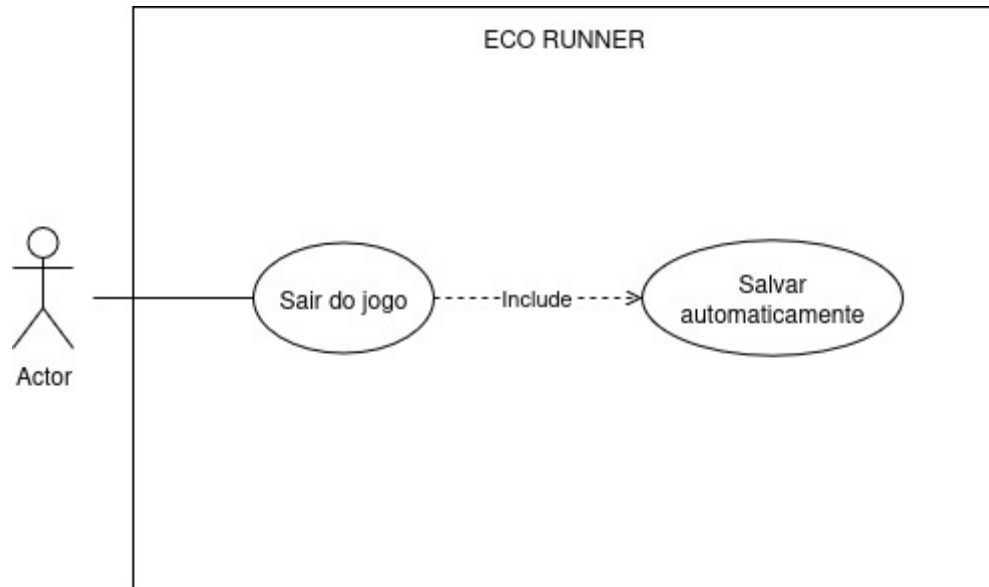 ECO RUNNER
Sair do jogo
Include
Salvar
automaticamente
Actor